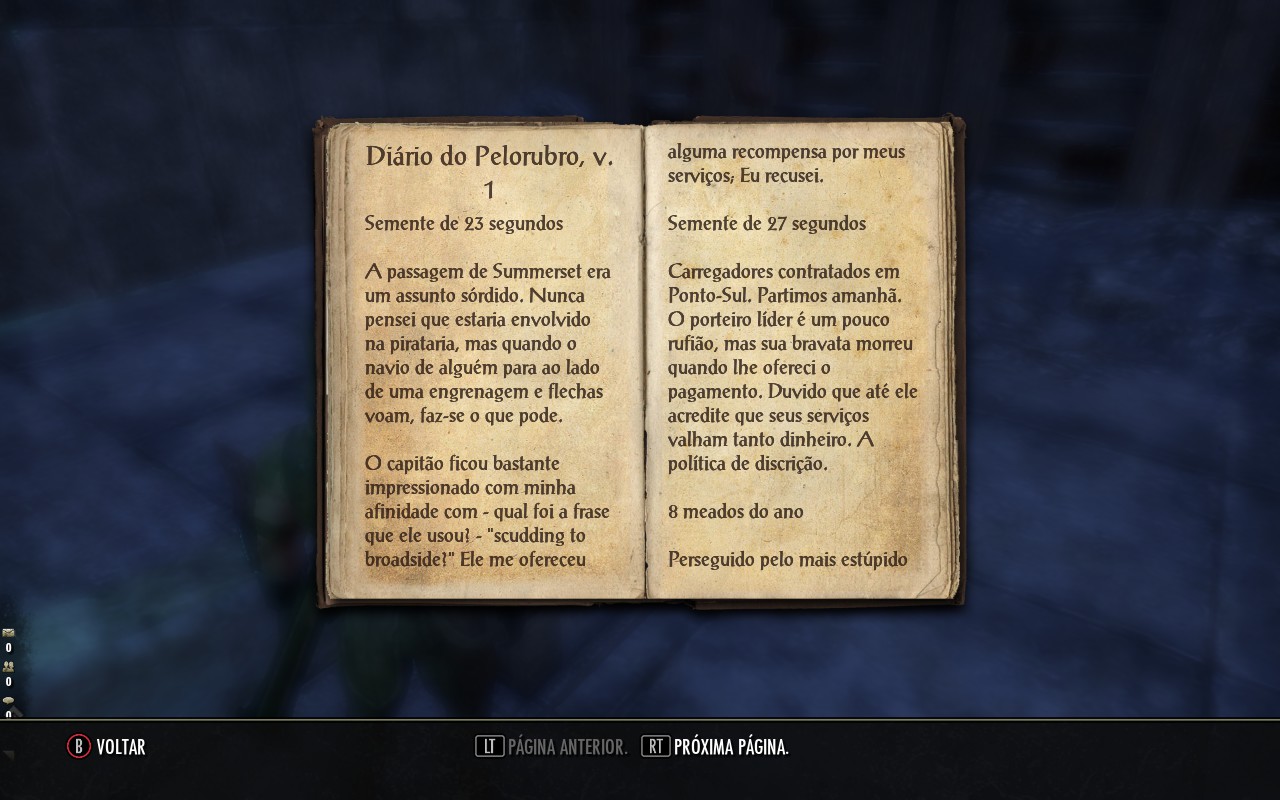 Diário do Pelorubro, v.
1
Semente de 23 segundos
A passagem de Summerset era
um assunto sórdido. Nunca
pensei que estaria envolvido
na pirataria, mas quando o
navio de alguém para ao lado
de uma engrenagem e flechas
voam, faz-se o que pode.
O capitão ficou bastante
impressionado com minha
afinidade com - qual foi a frase
que ele usou? - "scudding to
broadside?" Ele me ofereceu
alguma recompensa por meus
serviços; Eu recusei.
Semente de 27 segundos
Carregadores contratados em
Ponto-Sul. Partimos amanhã.
O porteiro líder é um pouco
rufião, mas sua bravata morreu
quando lhe ofereci o
pagamento. Duvido que até ele
acredite que seus serviços
valham tanto dinheiro. A
política de discrição.
8 meados do ano
Perseguido pelo mais estúpido
0
0
0
B VOLTAR
LT PÁGINA ANTERIOR. RT PRÓXIMA PÁGINA.